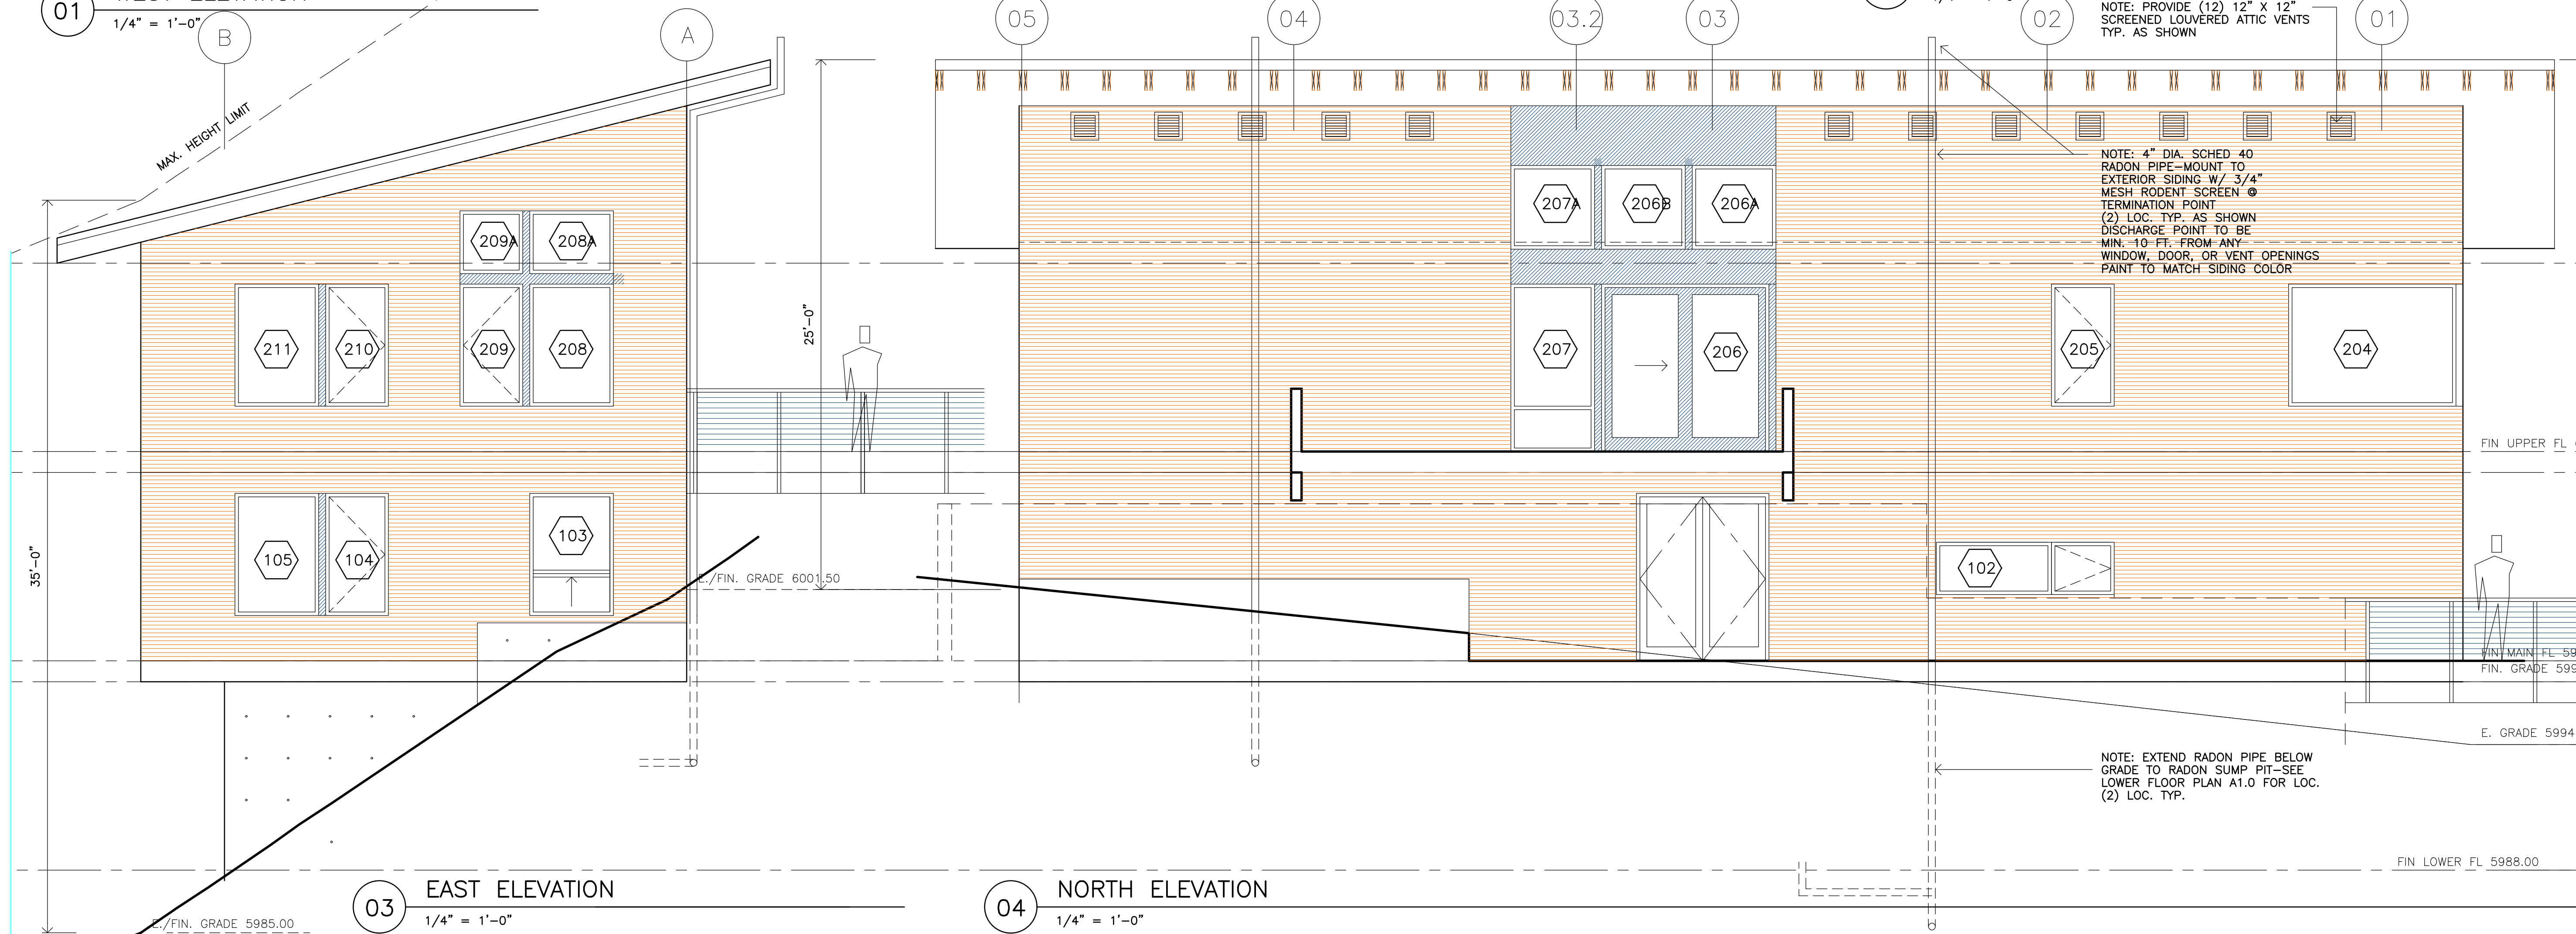 01
1/4" = 1'-0"
B
A
05
04
03.2
03
02
01
NOTE: PROVIDE (12) 12" X 12"
SCREENED LOUVERED ATTIC VENTS
TYP. AS SHOWN
MAX. HEIGHT LIMIT
NOTE: 4" DIA. SCHED 40
RADON PIPE-MOUNT TO
EXTERIOR SIDING W/ 3/4"
MESH RODENT SCREEN @
TERMINATION POINT
(2) LOC. TYP. AS SHOWN
DISCHARGE POINT TO BE
MIN. 10 FT. FROM ANY
WINDOW, DOOR, OR VENT OPENINGS
PAINT TO MATCH SIDING COLOR
209A
208A
207A
206B
206A
211
210
209
208
25'-0"
207
206
205
204
FIN UPPER FL
105
104
103
35'-0"
E./FIN. GRADE 6001.50
102
FIN MAIN FL 59
FIN. GRADE 599
E. GRADE 5994
NOTE: EXTEND RADON PIPE BELOW
GRADE TO RADON SUMP PIT-SEE
LOWER FLOOR PLAN A1.0 FOR LOC.
(2) LOC. TYP.
FIN LOWER FL 5988.00
03
EAST ELEVATION
1/4" = 1'-0"
04
NORTH ELEVATION
1/4" = 1'-0"
E./FIN. GRADE 5985.00